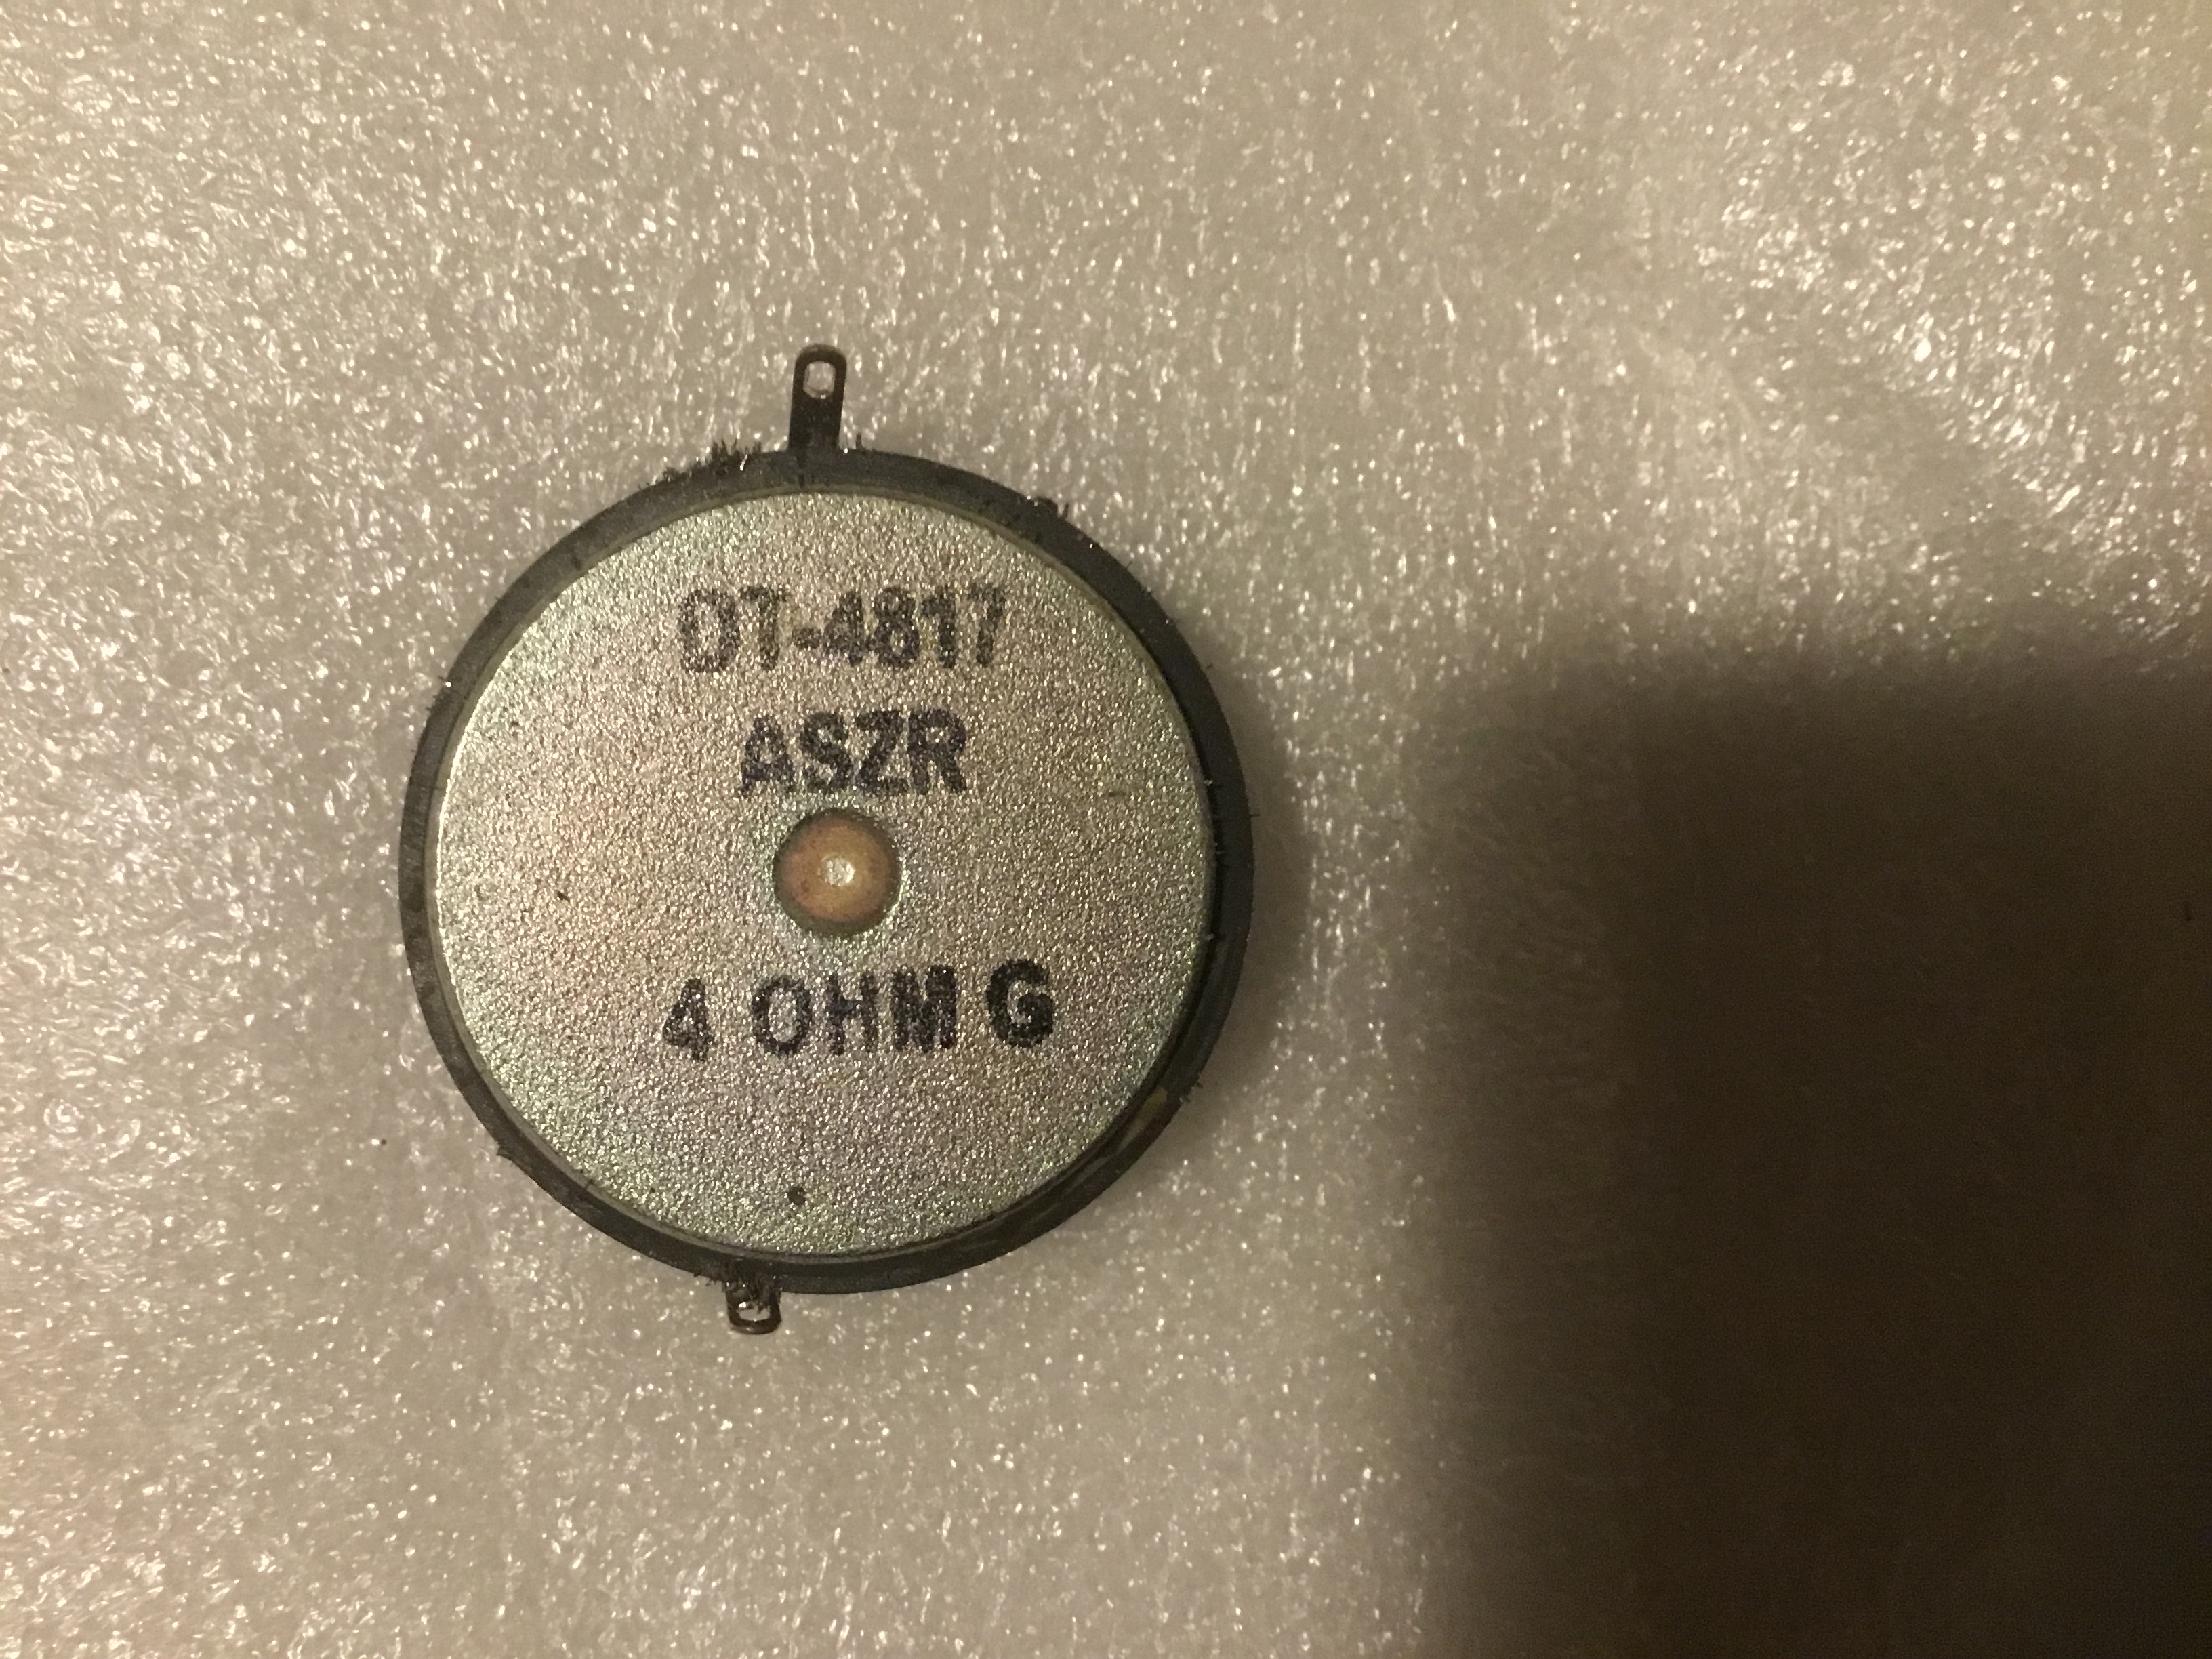 DT-4817
ASZR
4 OHM G